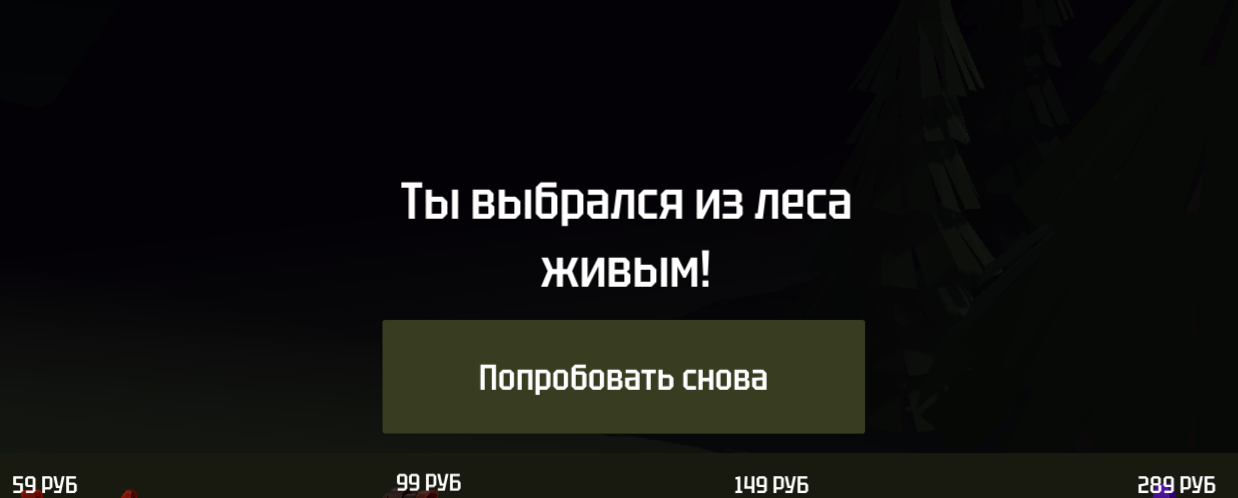 Ты выбрался из леса
живым!
Попробовать снова
59 РУБ 99 РУБ 149 РУБ 289 РУБ